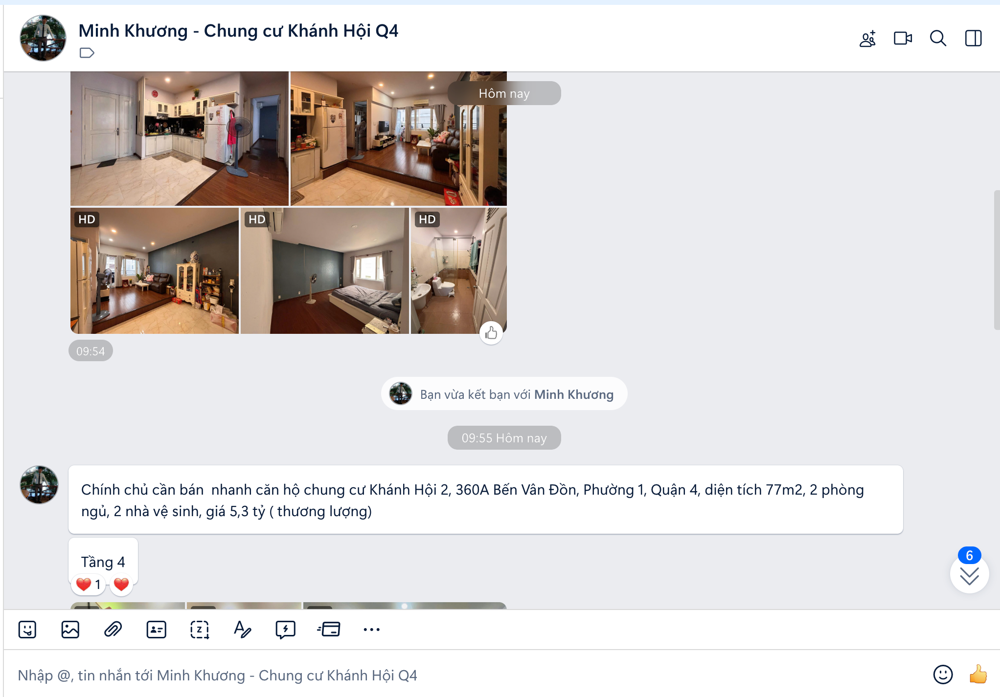 Minh Khương - Chung cư Khánh Hội Q4
Hôm nay
HD
HD
HD
09:54
Bạn vừa kết bạn với Minh Khương
09:55 Hôm nay
Chính chủ cần bán  nhanh căn hộ chung cư Khánh Hội 2, 360A Bến Vân Đồn, Phường 1, Quận 4, diện tích 77m2, 2 phòng
ngủ, 2 nhà vệ sinh, giá 5,3 tỷ ( thương lượng)
Tầng 4
1
6
Nhập @, tin nhắn tới Minh Khương - Chung cư Khánh Hội Q4